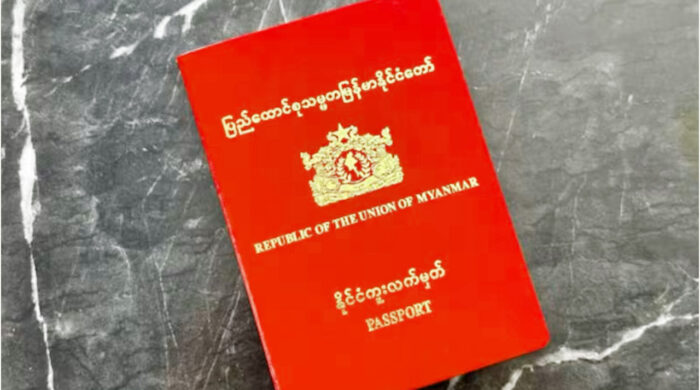 ပြည်ထောင်စုသမ္မတမြန်မာနိုင်ငံတော်
REPUBLIC OF THE UNION OF MYANMAR
နိုင်ငံကူးလက်မှတ်
PASSPORT